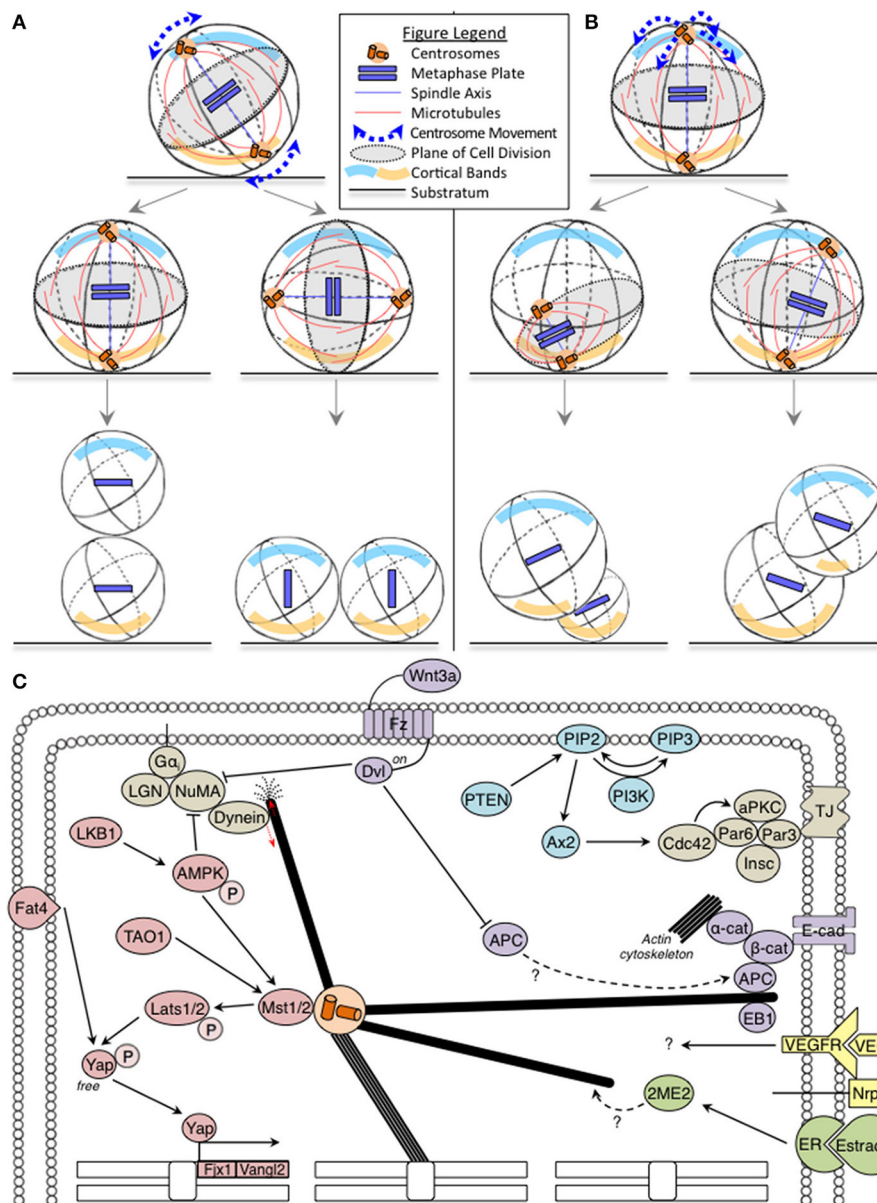 A
B
Figure Legend
Centrosomes
Metaphase Plate
Spindle Axis
Microtubules
Centrosome Movement
Plane of Cell Division
Cortical Bands
Substratum
C
Wnt3a
Fz
on
Dvl
Gαi
LGN
NuMA
Dynein
LKB1
AMPK
P
Fat4
TAO1
Mst1/2
Lats1/2
P
Yap
P
free
Yap
Fjx1
Vangl2
PIP2
PIP3
PTEN
PI3K
Ax2
Cdc42
aPKC
Par6
Par3
Insc
TJ
APC
?
Actin
cytoskeleton
α-cat
β-cat
E-cad
APC
EB1
?
VEGFR
VE
Nrp
2ME2
?
ER
Estrad